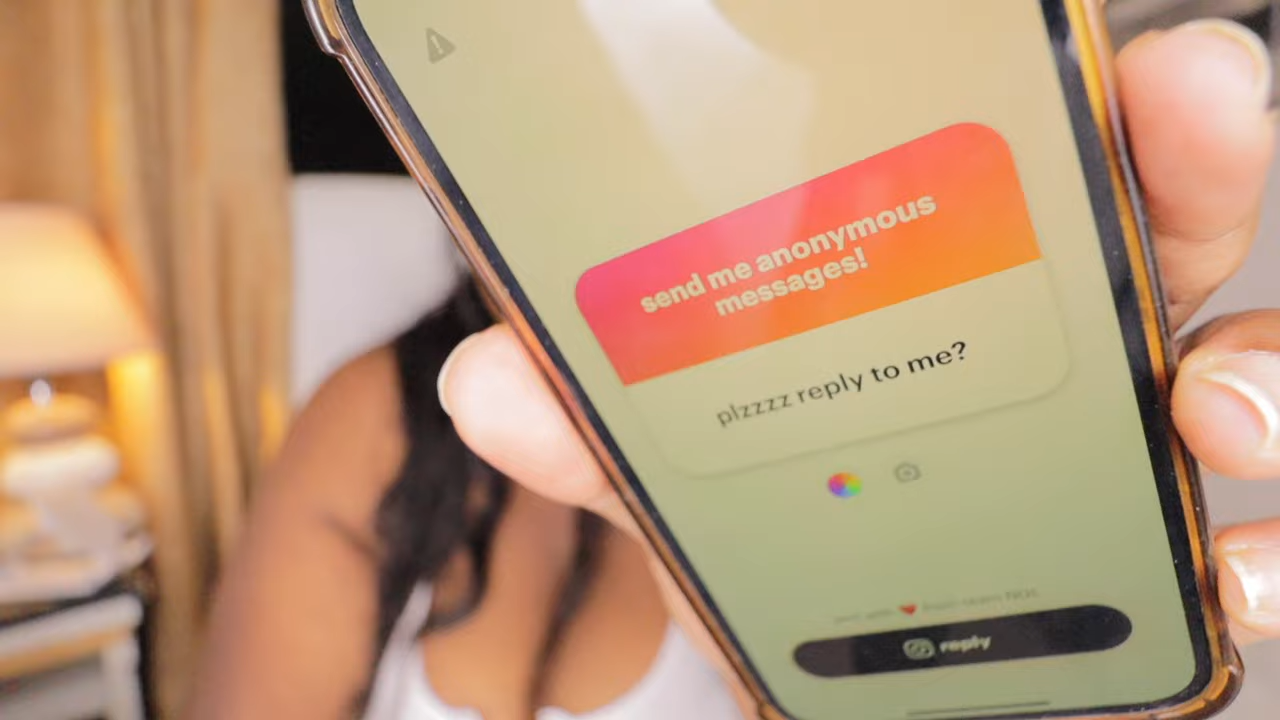 send me anonymous
messages!
plzzzz reply to me?
reply